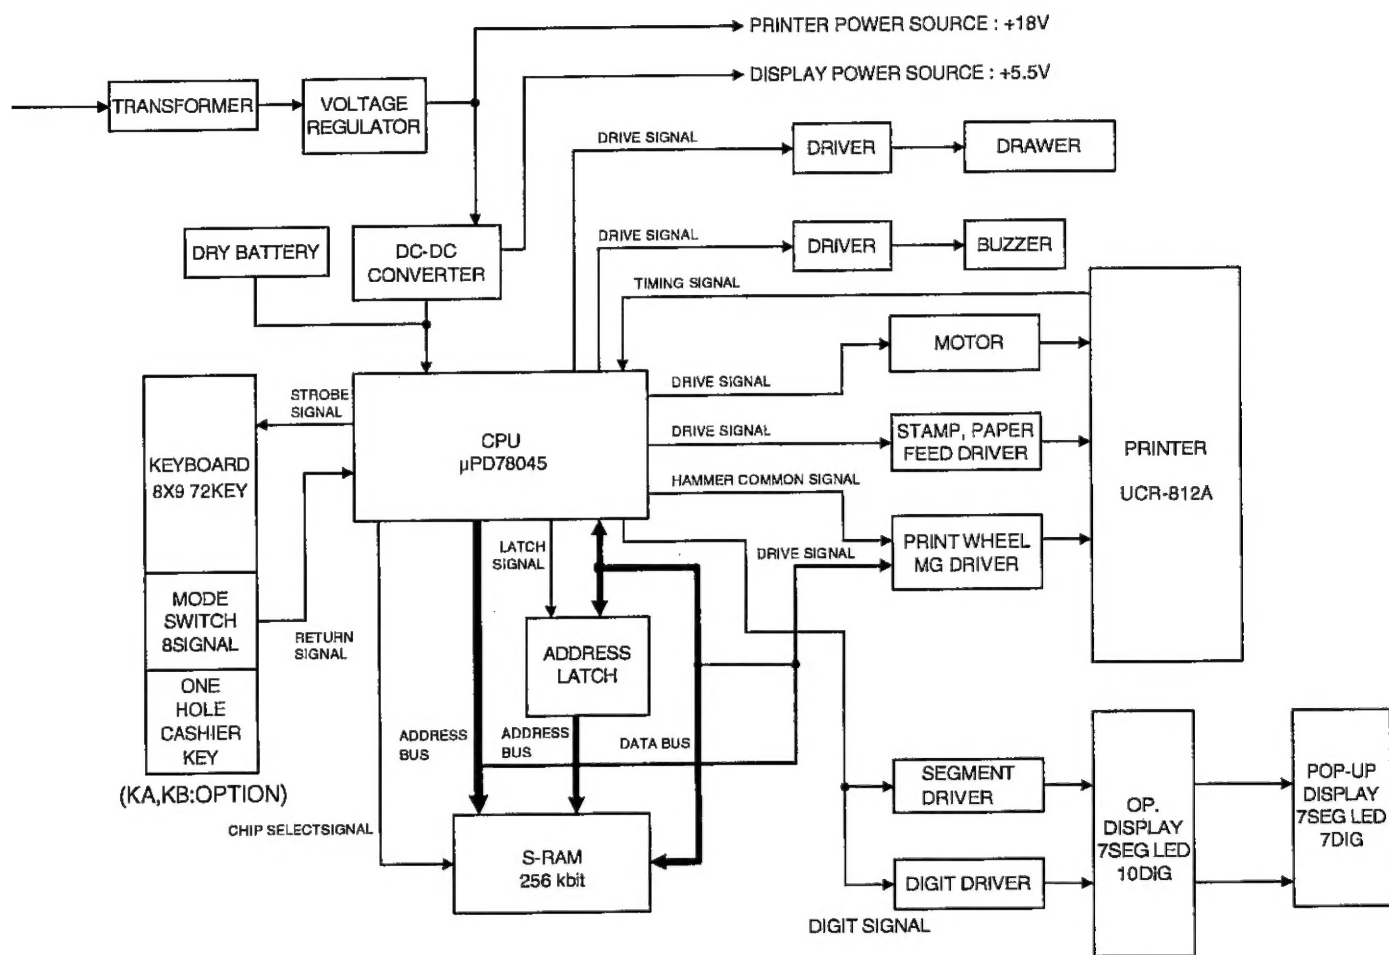 PRINTER POWER SOURCE : +18V
DISPLAY POWER SOURCE : +5.5V
TRANSFORMER
VOLTAGE
REGULATOR
DRIVE SIGNAL
DRIVER
DRAWER
DRY BATTERY
DC-DC
CONVERTER
DRIVE SIGNAL
DRIVER
BUZZER
TIMING SIGNAL
MOTOR
DRIVE SIGNAL
STROBE
SIGNAL
CPU
µPD78045
DRIVE SIGNAL
STAMP, PAPER
FEED DRIVER
PRINTER
UCR-812A
KEYBOARD
8X9 72KEY
HAMMER COMMON SIGNAL
LATCH
SIGNAL
DRIVE SIGNAL
PRINT WHEEL
MG DRIVER
MODE
SWITCH
8SIGNAL
RETURN
SIGNAL
ADDRESS
LATCH
ONE
HOLE
CASHIER
KEY
(KA,KB:OPTION)
ADDRESS
BUS
ADDRESS
BUS
DATA BUS
CHIP SELECTSIGNAL
S-RAM
256 kbit
SEGMENT
DRIVER
DIGIT DRIVER
DIGIT SIGNAL
OP.
DISPLAY
7SEG LED
10DIG
POP-UP
DISPLAY
7SEG LED
7DIG